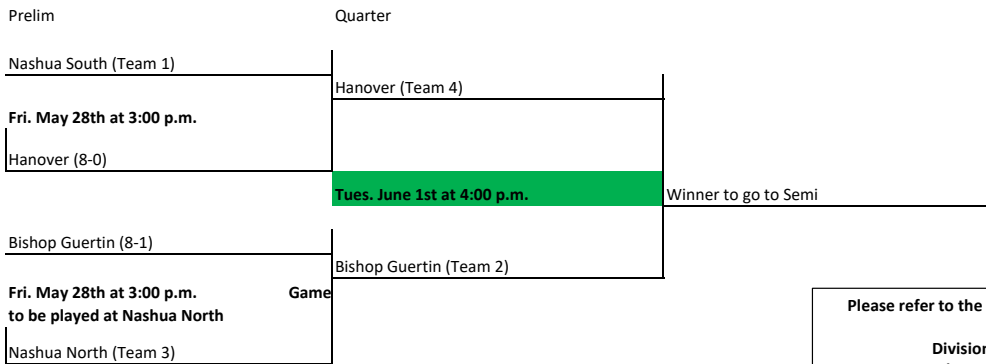 Prelim Quarter
Nashua South (Team 1)
Hanover (Team 4)
Fri. May 28th at 3:00 p.m.
Hanover (8-0)
Tues. June 1st at 4:00 p.m. Winner to go to Semi
Bishop Guertin (8-1)
Bishop Guertin (Team 2)
Fri. May 28th at 3:00 p.m. Game
to be played at Nashua North
Please refer to the
Nashua North (Team 3)
Division